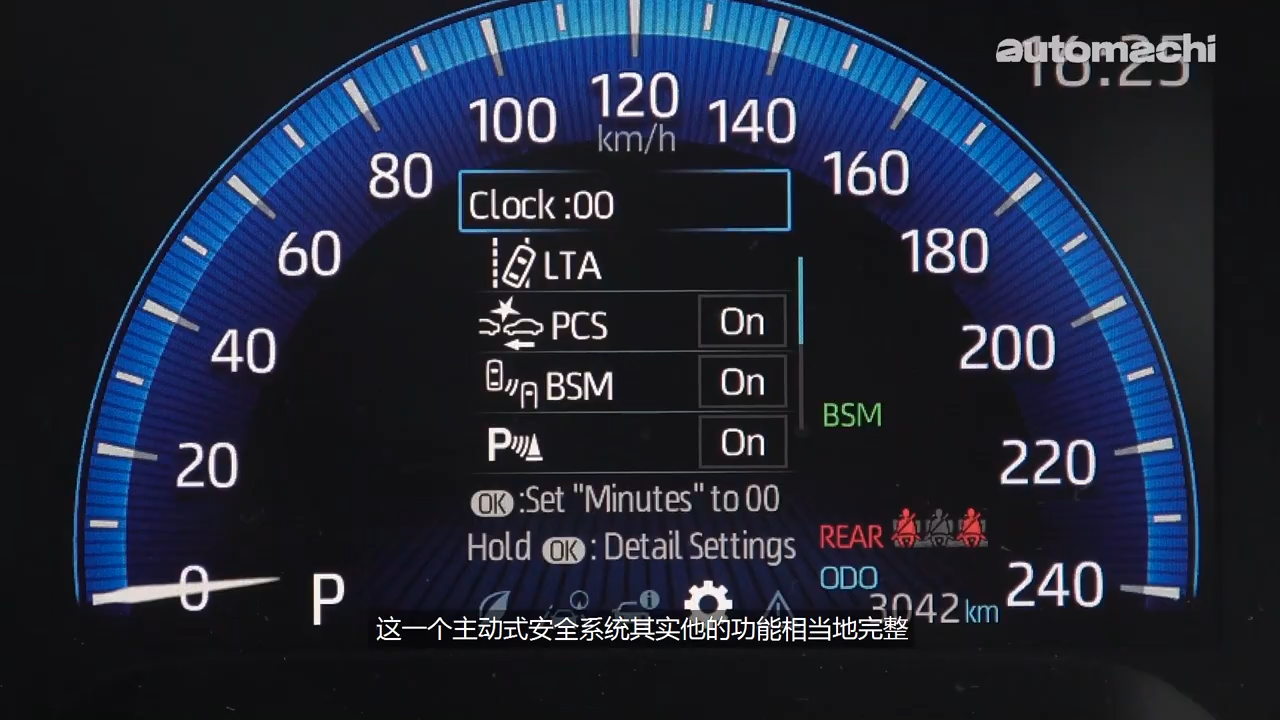 automachi
16:25
120
100
140
km/h
80
160
Clock :00
60
180
LTA
PCS On
40
200
BSM On
BSM
P On
20
220
OK :Set "Minutes" to 00
REAR
Hold OK : Detail Settings
ODO
0
P
240
3042 km
这一个主动式安全系统其实他的功能相当地完整